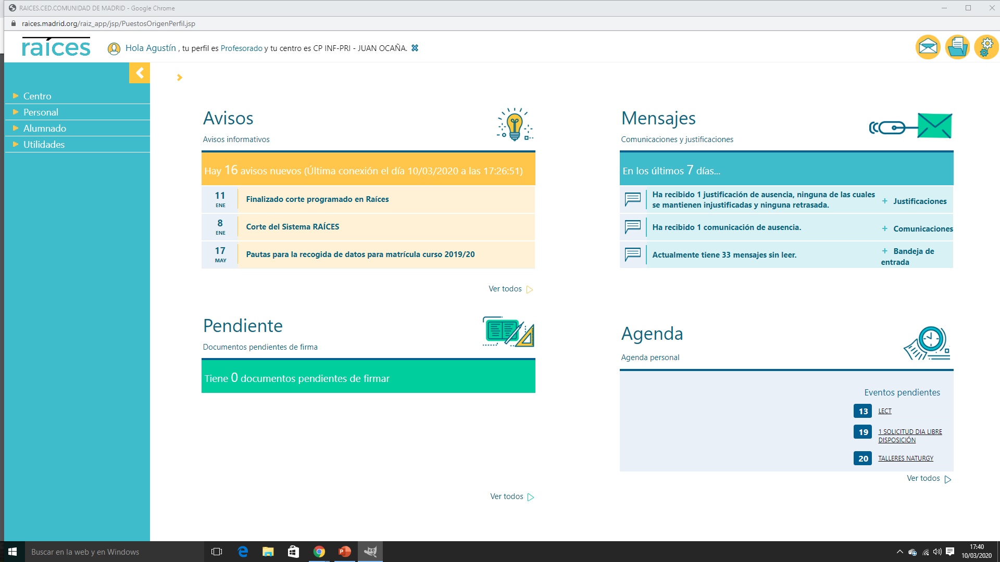 RAICES.CED.COMUNIDAD DE MADRID - Google Chrome
raices.madrid.org/raiz_app/jsp/PuestosOrigenPerfil.jsp
raíces
Hola Agustín , tu perfil es Profesorado y tu centro es CP INF-PRI - JUAN OCAÑA.
Centro
Personal
Alumnado
Utilidades
Avisos
Avisos informativos
Hay 16 avisos nuevos (Última conexión el día 10/03/2020 a las 17:26:51)
11
ENE
Finalizado corte programado en Raíces
8
ENE
Corte del Sistema RAÍCES
17
MAY
Pautas para la recogida de datos para matrícula curso 2019/20
Ver todos
Mensajes
Comunicaciones y justificaciones
En los últimos 7 días...
Ha recibido 1 justificación de ausencia, ninguna de las cuales
se mantienen injustificadas y ninguna retrasada.
+ Justificaciones
Ha recibido 1 comunicación de ausencia.
+ Comunicaciones
Actualmente tiene 33 mensajes sin leer.
+ Bandeja de
entrada
Pendiente
Documentos pendientes de firma
Tiene 0 documentos pendientes de firmar
Ver todos
Agenda
Agenda personal
Eventos pendientes
13 LECT
19 1 SOLICITUD DIA LIBRE
DISPOSICIÓN
20 TALLERES NATURGY
Ver todos
Buscar en la web y en Windows
17:40
10/03/2020